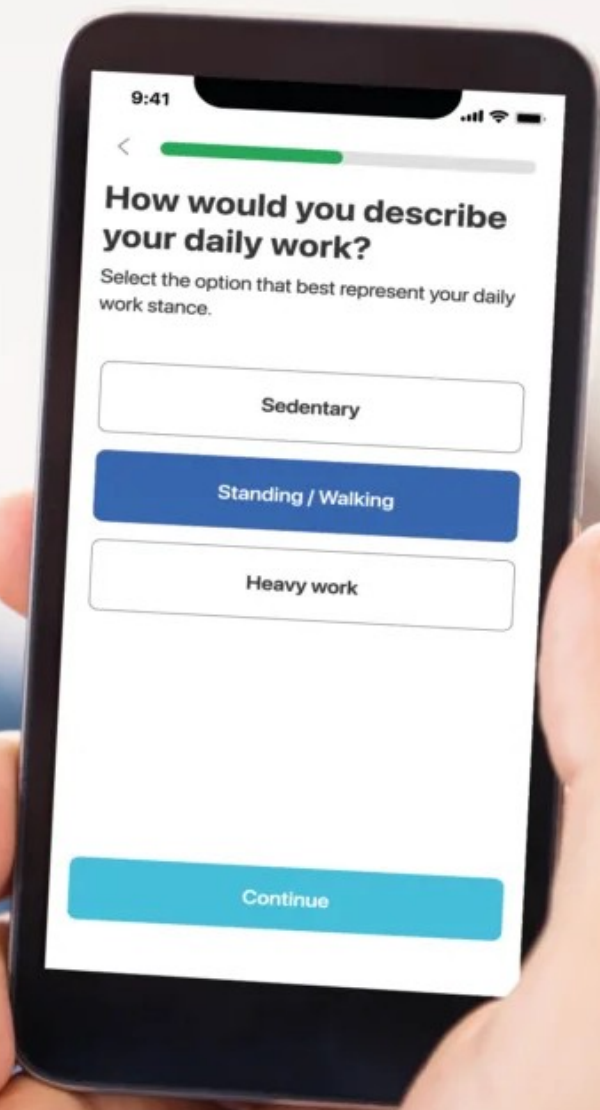 9:41
How would you describe
your daily work?
Select the option that best represent your daily
work stance.
Sedentary
Standing / Walking
Heavy work
Continue